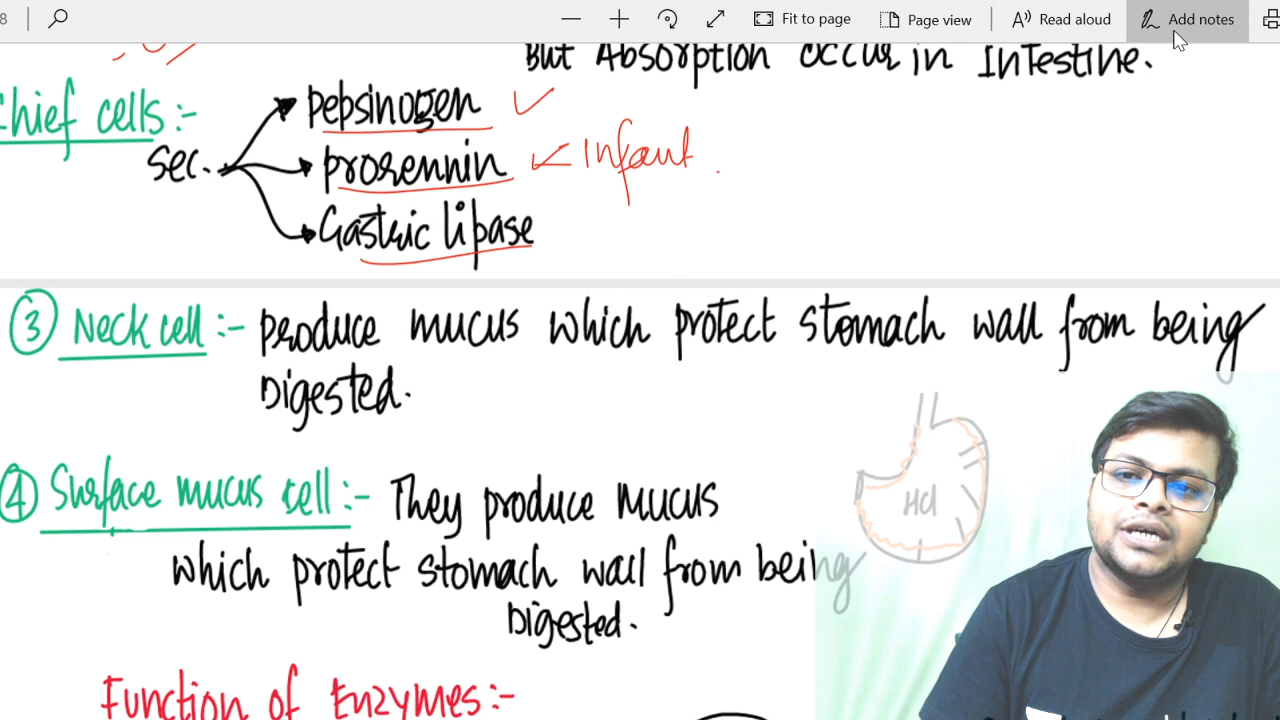 8 Fit to page Page view Read aloud Add notes
But Absorption occur in Intestine.
Chief cells:-
sec.
pepsinogen
prorennin
Infant.
Gastric lipase
3 Neck cell :- produce mucus which protect stomach wall from being
Digested.
4 Surface mucus cell:- They produce mucus
which protect stomach wall from being
Digested.
HCl
Function of Enzymes:-